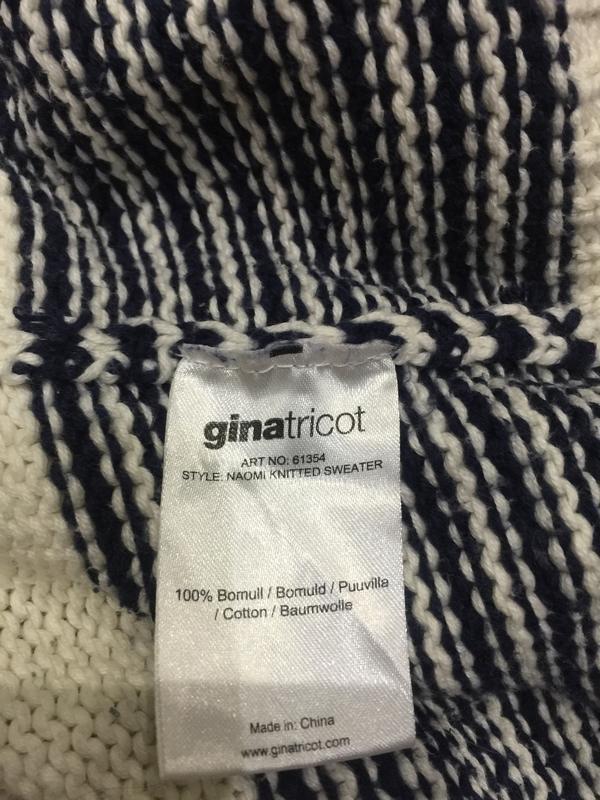 ginatricot
ART NO: 61354
STYLE: NAOMI KNITTED SWEATER
100% Bomull / Bomuld / Puuvilla
/ Cotton / Baumwolle
Made in: China
www.ginatricot.com